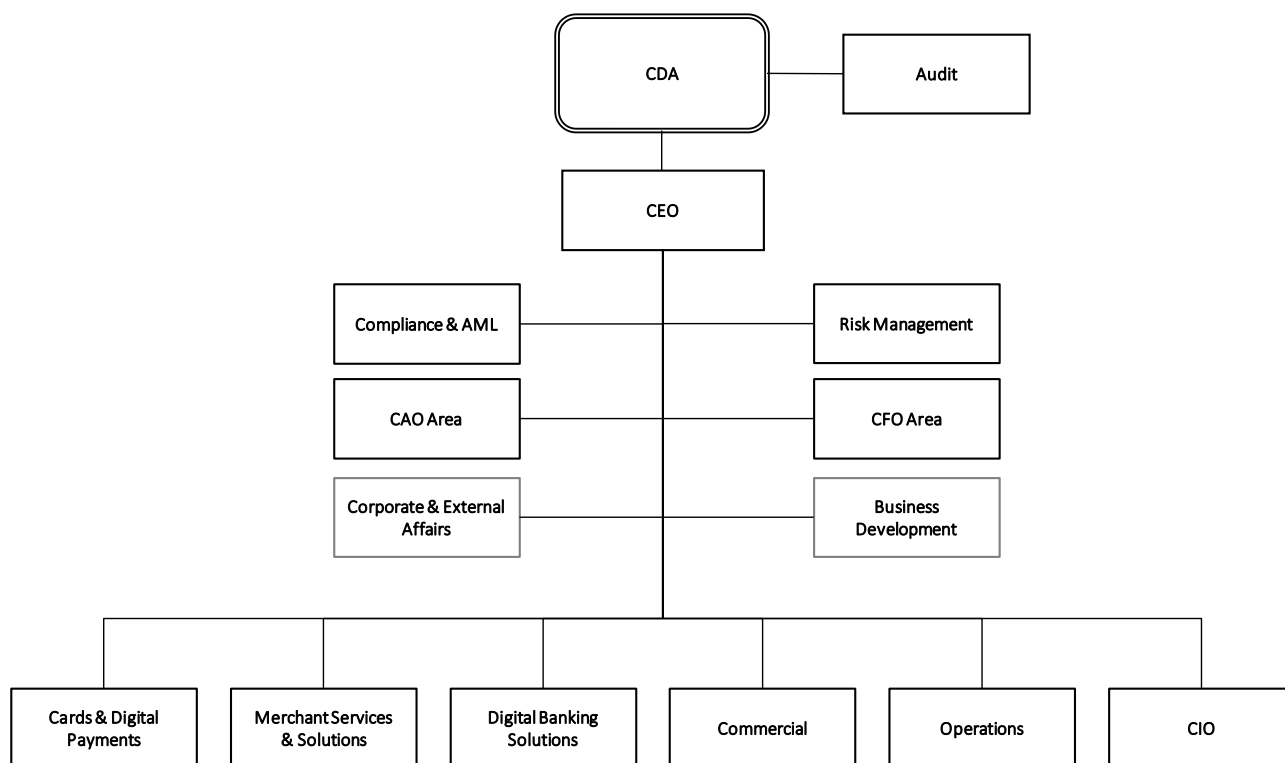 CDA
Audit
CEO
Compliance & AML
Risk Management
CAO Area
CFO Area
Corporate & External
Affairs
Business
Development
Cards & Digital
Payments
Merchant Services
& Solutions
Digital Banking
Solutions
Commercial
Operations
CIO